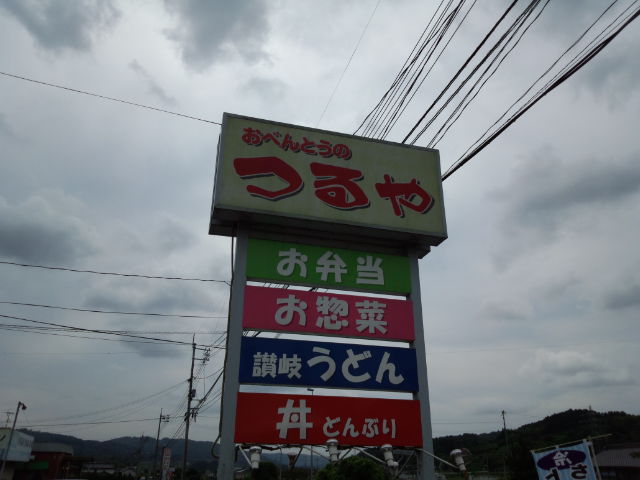 おべんとうの
つるや
お弁当
お惣菜
讃岐うどん
丼どんぶり